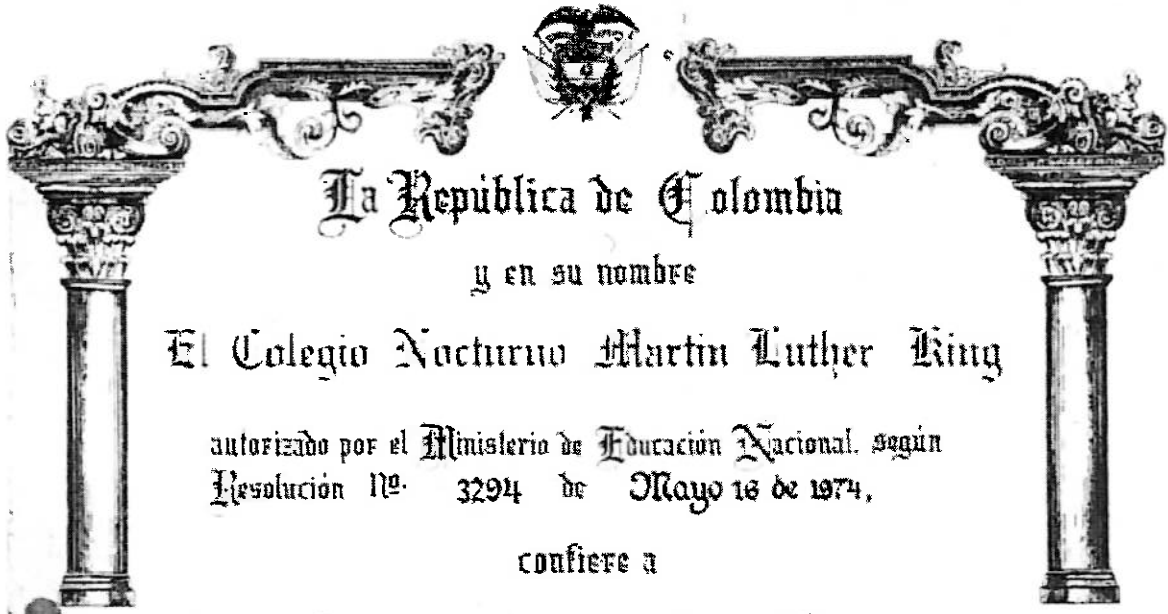 La República de Colombia
y en su nombre
El Colegio Nocturno Martin Luther King
autorizado por el Ministerio de Educación Nacional. según
Resolución Nº. 3294 de Mayo 16 de 1974,
confiere a